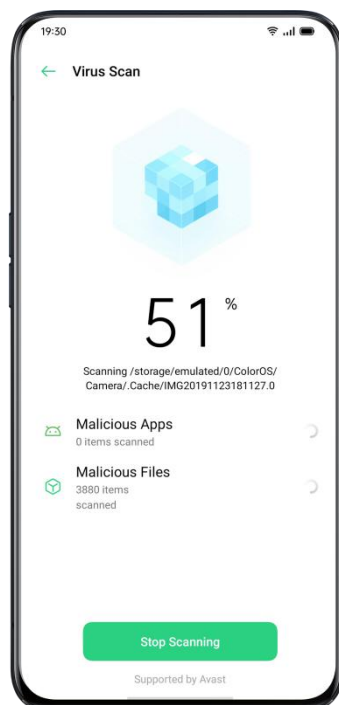 19:30
Virus Scan
51 %
Scanning /storage/emulated/0/ColorOS/
Camera/.Cache/IMG20191123181127.0
Malicious Apps
0 items scanned
Malicious Files
3880 items
scanned
Stop Scanning
Supported by Avast